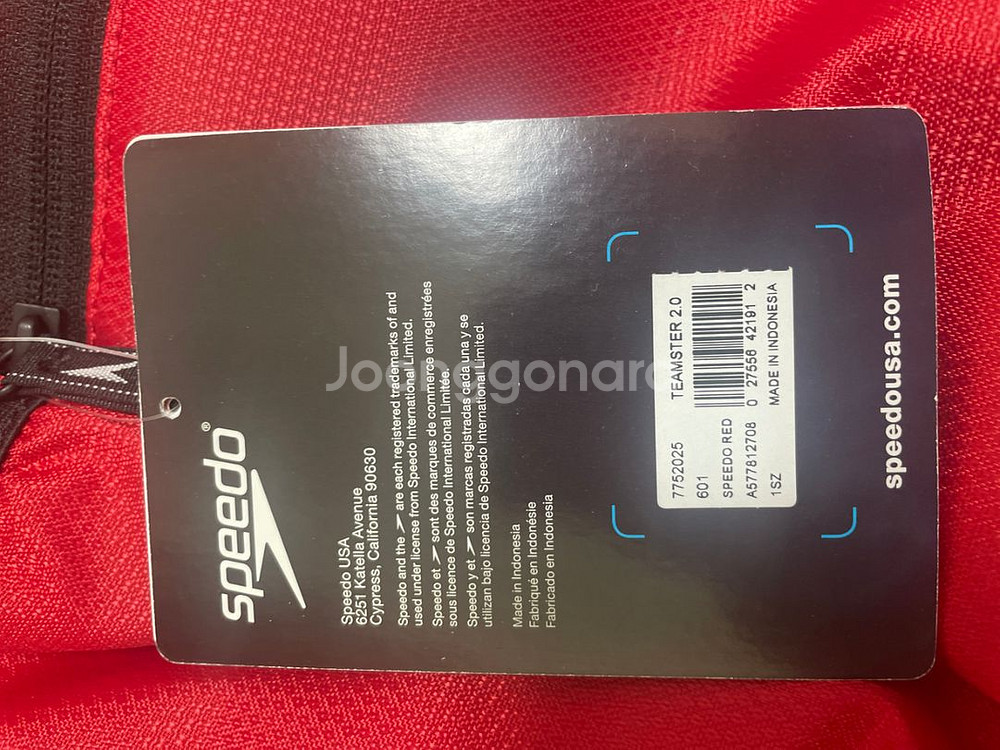 speedo®
Speedo USA
6251 Katella Avenue
Cypress, California 90630
Speedo and the are each registered trademarks of and
used under license from Speedo International Limited.
Speedo et sont des marques de commerce enregistrées
sous licence de Speedo International Limitée.
Speedo y et son marcas registradas cada una y se
utilizan bajo licencia de Speedo International Limited.
Made in Indonesia
Fabriqué en Indonésie
Fabricado en Indonesia
7752025 TEAMSTER 2.0
601
SPEEDO RED
A577812708 0 27556 42191 2
1SZ MADE IN INDONESIA
speedousa.com